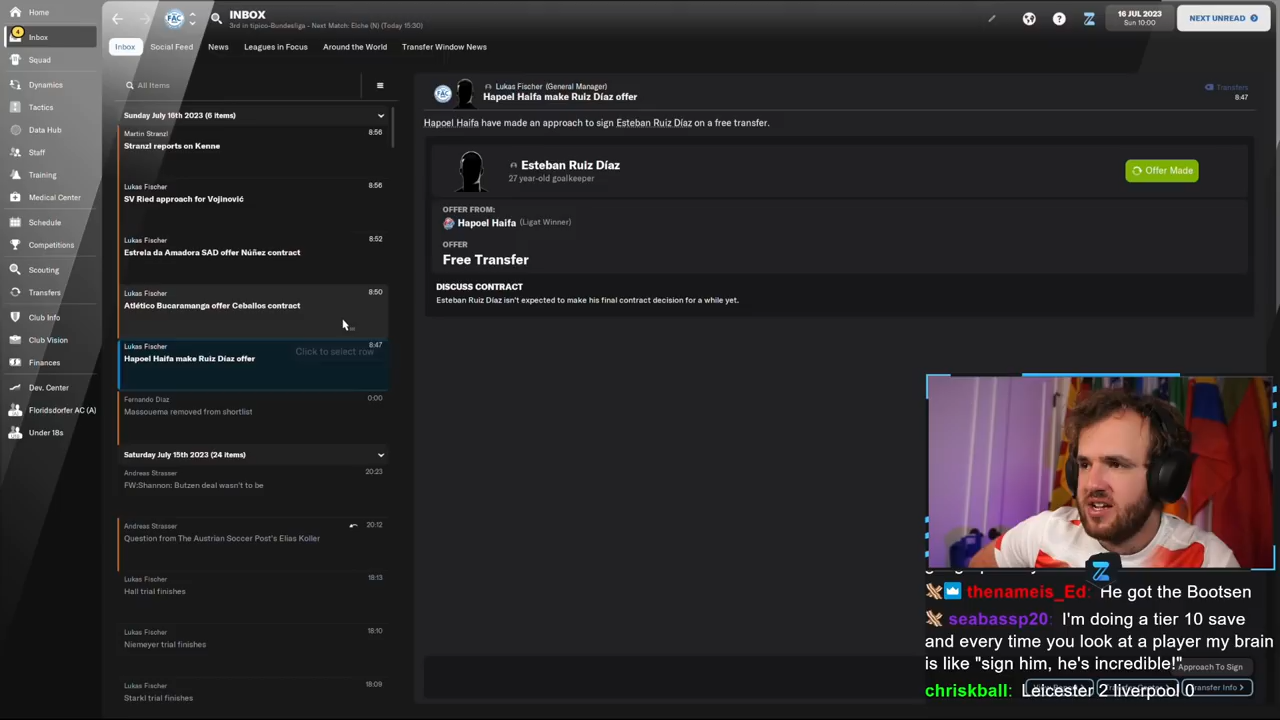 Home
INBOX
3rd in tipico-Bundesliga - Next Match: Elche (N) (Today 15:30)
16 JUL 2023
Sun 10:00
NEXT UNREAD
4
Inbox
Squad
Dynamics
Tactics
Data Hub
Staff
Training
Medical Center
Schedule
Competitions
Scouting
Transfers
Club Info
Club Vision
Finances
Dev. Center
Floridsdorfer AC (A)
Under 18s
Inbox
Social Feed
News
Leagues in Focus
Around the World
Transfer Window News
All Items
Sunday July 16th 2023 (6 items)
Martin Stranzl 8:56
Stranzl reports on Kenne
Lukas Fischer 8:56
SV Ried approach for Vojinović
Lukas Fischer 8:52
Estrela da Amadora SAD offer Núñez contract
Lukas Fischer 8:50
Atlético Bucaramanga offer Ceballos contract
Lukas Fischer 8:47
Hapoel Haifa make Ruiz Díaz offer
Click to select row
Fernando Diaz 0:00
Massouema removed from shortlist
Saturday July 15th 2023 (24 items)
Andreas Strasser 20:23
FW:Shannon: Butzen deal wasn't to be
Andreas Strasser 20:12
Question from The Austrian Soccer Post's Elias Koller
Lukas Fischer 18:13
Hall trial finishes
Lukas Fischer 18:10
Niemeyer trial finishes
Lukas Fischer 18:09
Starkl trial finishes
Lukas Fischer (General Manager)
Hapoel Haifa make Ruiz Díaz offer
Transfers
8:47
Hapoel Haifa have made an approach to sign Esteban Ruiz Díaz on a free transfer.
Esteban Ruiz Díaz
27 year-old goalkeeper
Offer Made
OFFER FROM:
Hapoel Haifa (Ligat Winner)
OFFER
Free Transfer
DISCUSS CONTRACT
Esteban Ruiz Díaz isn't expected to make his final contract decision for a while yet.
thenameis_Ed: He got the Bootsen
seabassp20: I'm doing a tier 10 save
and every time you look at a player my brain
is like "sign him, he's incredible!"
Approach To Sign
chriskball: Leicester 2 liverpool 0
Transfer Info